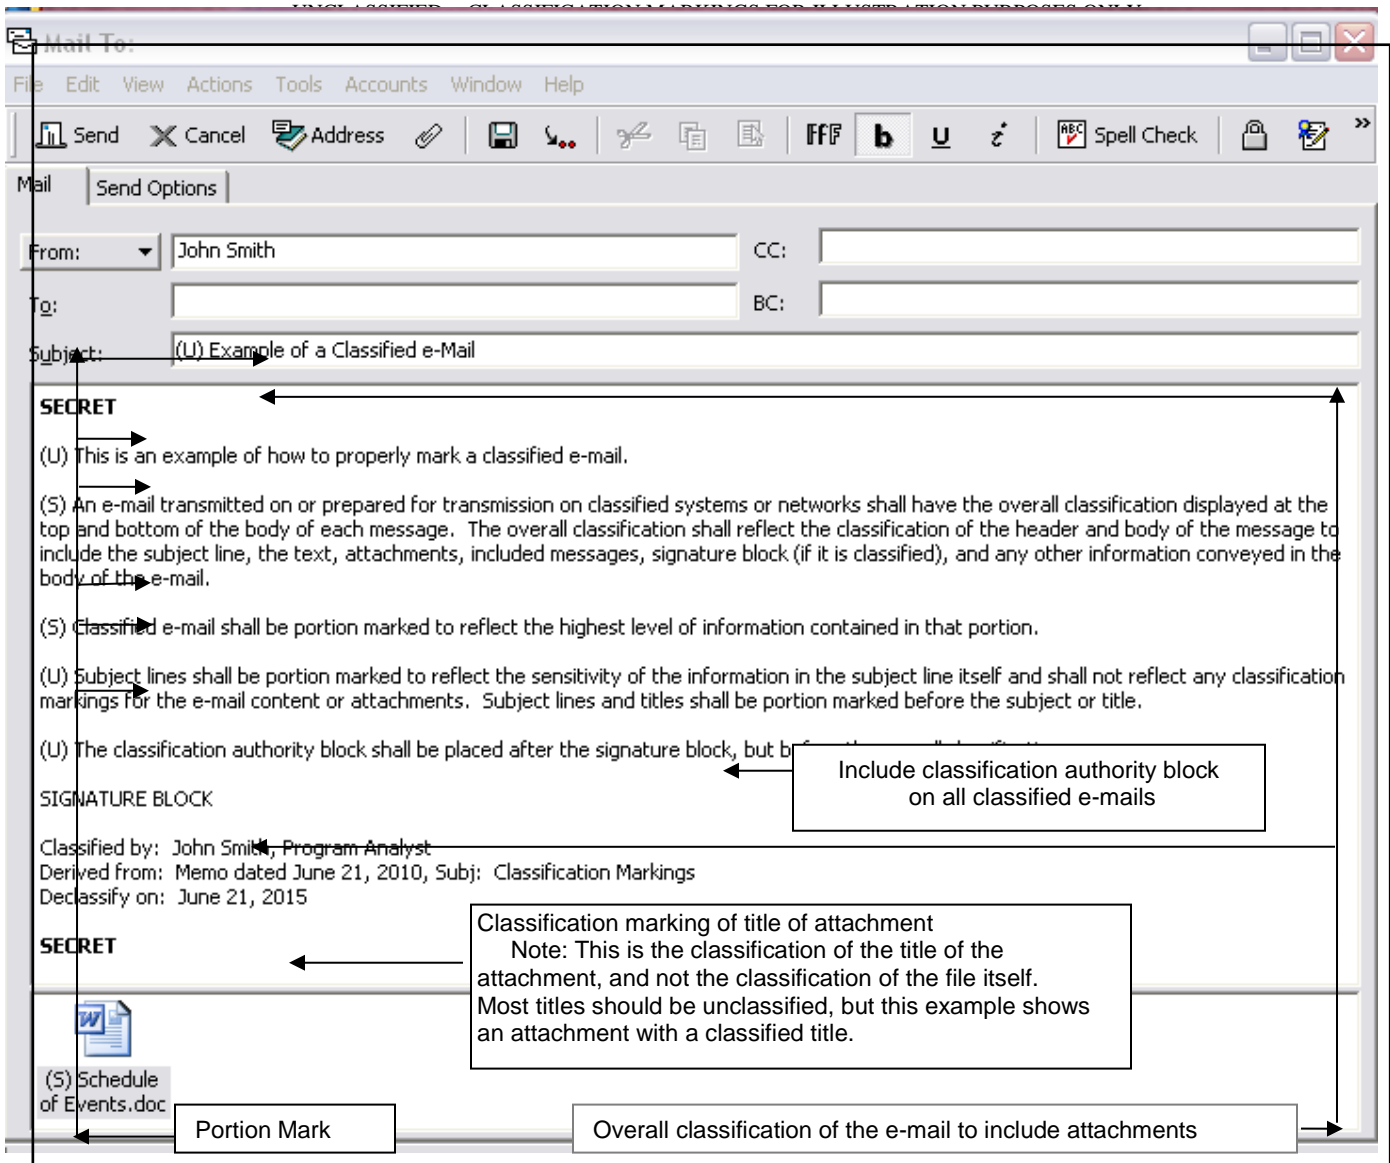 UNCLASSIFIED – CLASSIFICATION MARKINGS FOR ILLUSTRATION PURPOSES ONLY
Mail To:
File Edit View Actions Tools Accounts Window Help
Send Cancel Address FfF b U i ABC Spell Check »
Mail Send Options
From: John Smith CC:
To: BC:
Subject: (U) Example of a Classified e-Mail
SECRET
(U) This is an example of how to properly mark a classified e-mail.
(S) An e-mail transmitted on or prepared for transmission on classified systems or networks shall have the overall classification displayed at the
top and bottom of the body of each message. The overall classification shall reflect the classification of the header and body of the message to
include the subject line, the text, attachments, included messages, signature block (if it is classified), and any other information conveyed in the
body of the e-mail.
(S) Classified e-mail shall be portion marked to reflect the highest level of information contained in that portion.
(U) Subject lines shall be portion marked to reflect the sensitivity of the information in the subject line itself and shall not reflect any classification
markings for the e-mail content or attachments. Subject lines and titles shall be portion marked before the subject or title.
(U) The classification authority block shall be placed after the signature block, but
Include classification authority block
on all classified e-mails
SIGNATURE BLOCK
Classified by: John Smith, Program Analyst
Derived from: Memo dated June 21, 2010, Subj: Classification Markings
Declassify on: June 21, 2015
Classification marking of title of attachment
Note: This is the classification of the title of the
attachment, and not the classification of the file itself.
Most titles should be unclassified, but this example shows
an attachment with a classified title.
SECRET
W
(S) Schedule
of Events.doc
Portion Mark
Overall classification of the e-mail to include attachments